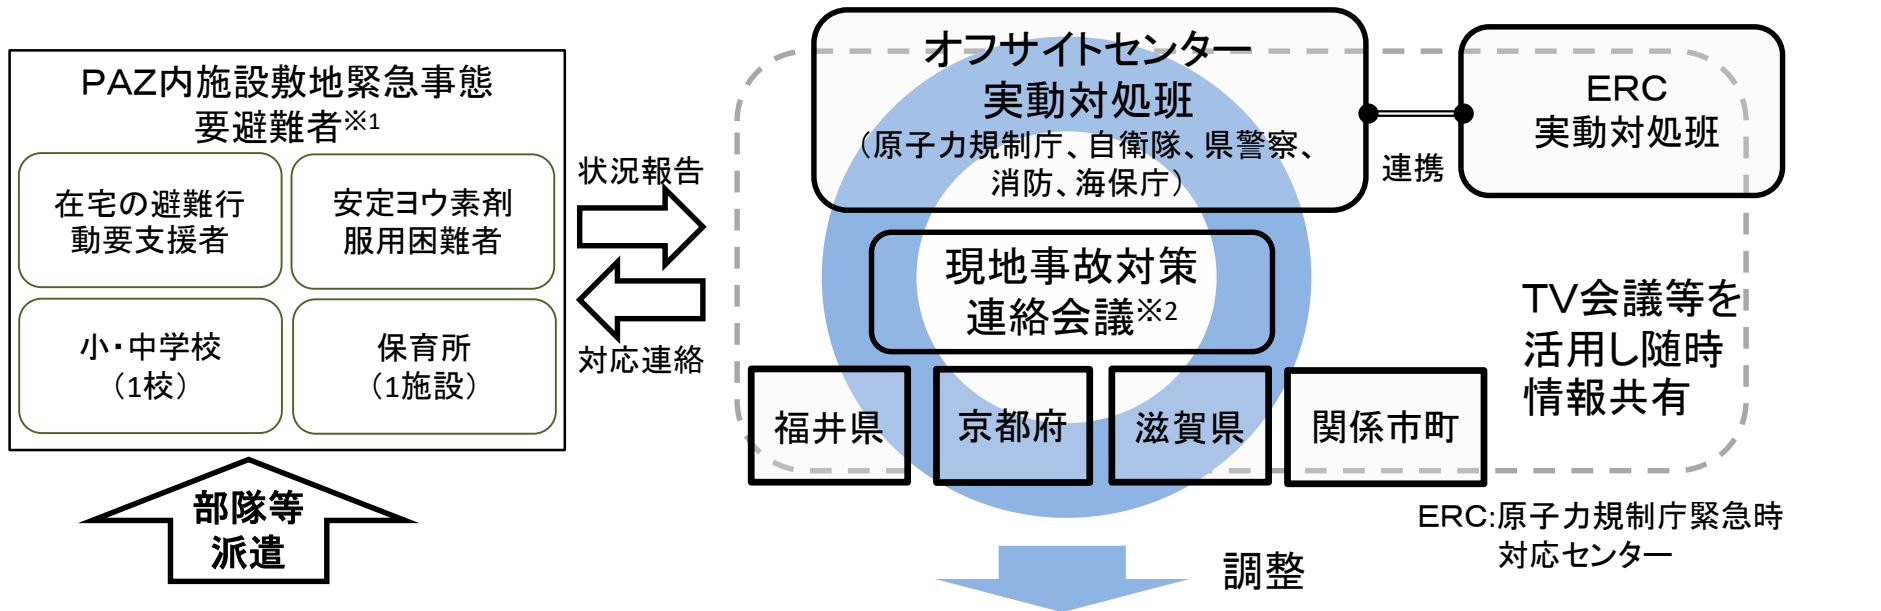 PAZ内施設敷地緊急事態
要避難者※1
在宅の避難行
動要支援者
安定ヨウ素剤
服用困難者
小・中学校
（1校）
保育所
（1施設）
部隊等
派遣
状況報告
対応連絡
オフサイトセンター
実動対処班
（原子力規制庁、自衛隊、県警察、
消防、海保庁）
連携
ERC
実動対処班
現地事故対策
連絡会議※2
TV会議等を
活用し随時
情報共有
福井県
京都府
滋賀県
関係市町
ERC:原子力規制庁緊急時
対応センター
調整